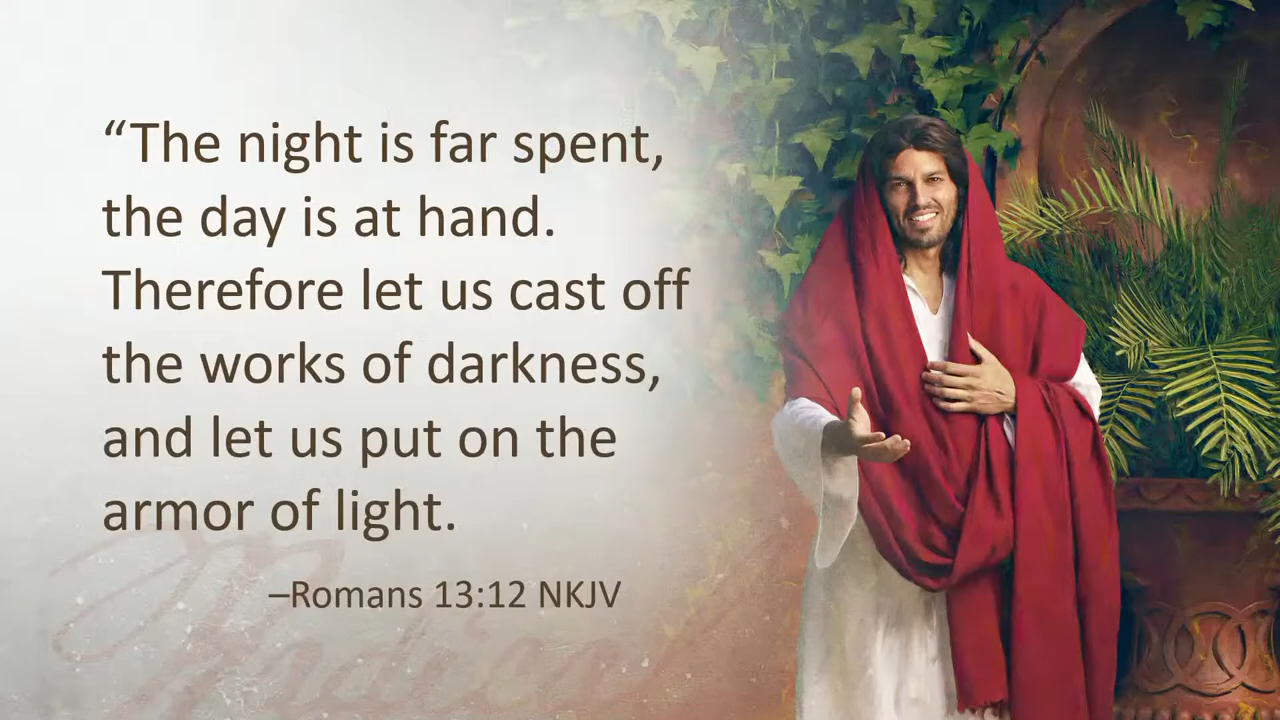 “The night is far spent,
the day is at hand.
Therefore let us cast off
the works of darkness,
and let us put on the
armor of light.
–Romans 13:12 NKJV